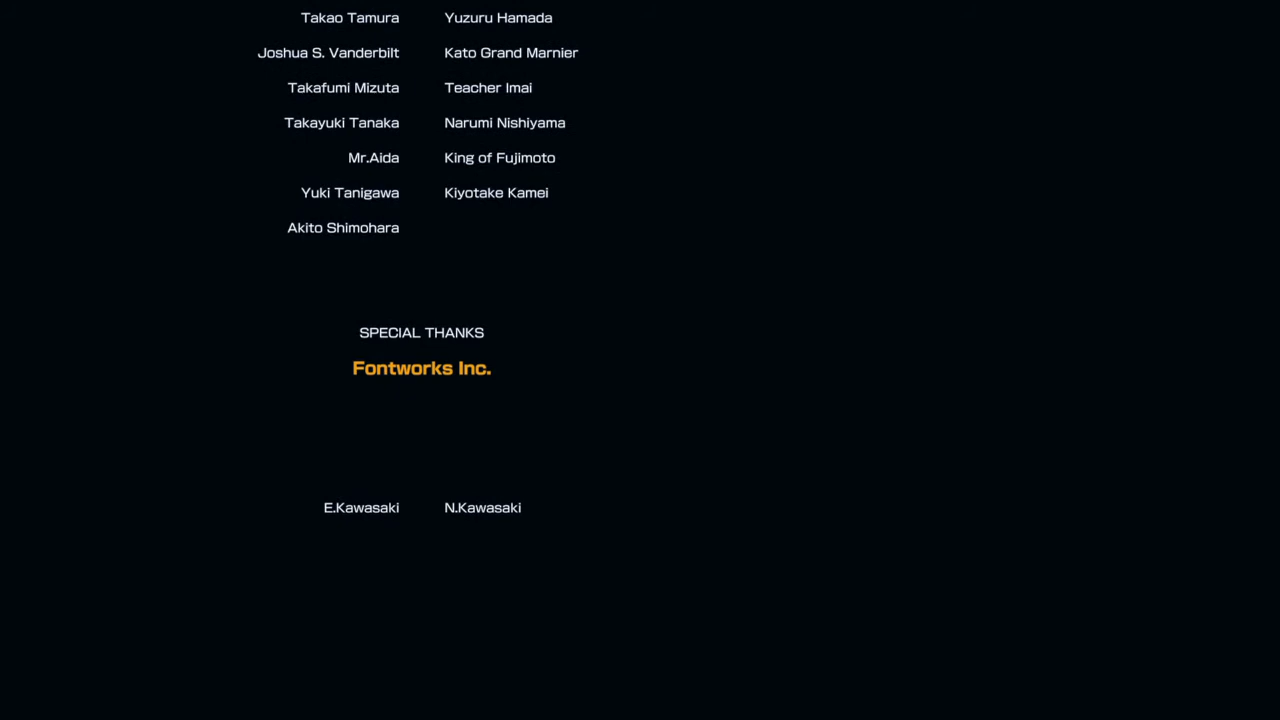 Takao Tamura Yuzuru Hamada
Joshua S. Vanderbilt Kato Grand Marnier
Takafumi Mizuta Teacher Imai
Takayuki Tanaka Narumi Nishiyama
Mr.Aida King of Fujimoto
Yuki Tanigawa Kiyotake Kamei
Akito Shimohara
SPECIAL THANKS
Fontworks Inc.
E.Kawasaki N.Kawasaki